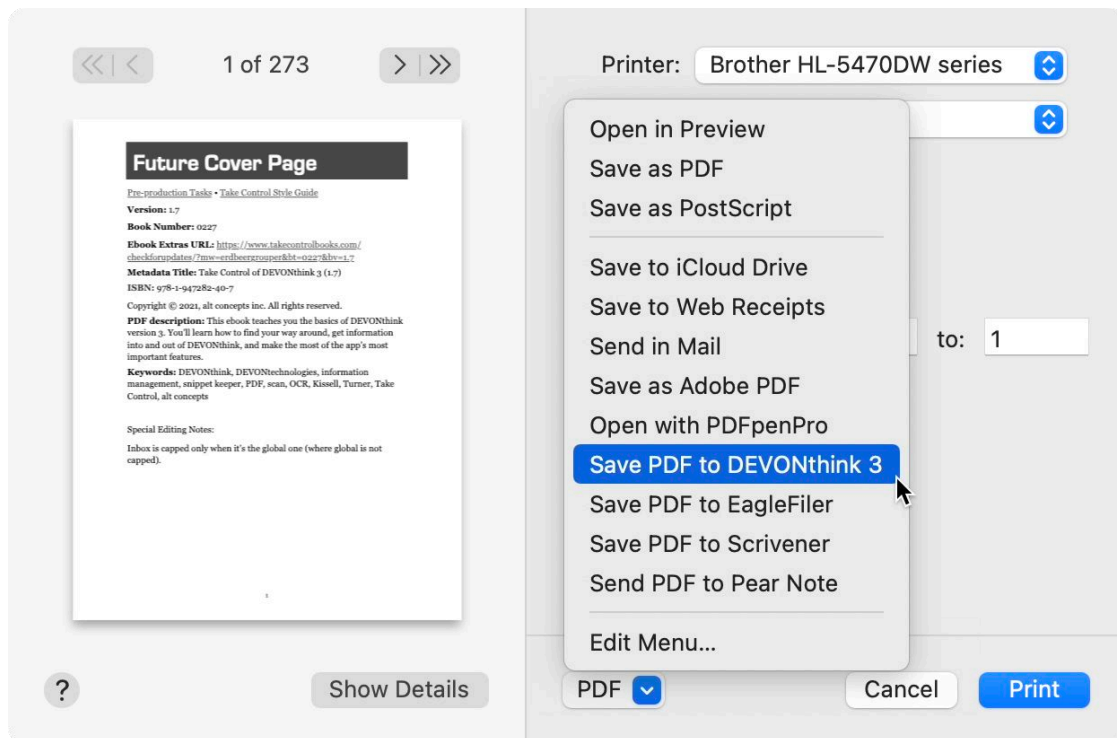 1 of 273
Future Cover Page
Pre-production Tasks • Take Control Style Guide
Version: 1.7
Book Number: 0227
Ebook Extras URL: https://www.takecontrolbooks.com/
checkforupdates/?mw=erdbeergrouper&bt=0227&bv=1.7
Metadata Title: Take Control of DEVONthink 3 (1.7)
ISBN: 978-1-947282-40-7
Copyright © 2021, alt concepts inc. All rights reserved.
PDF description: This ebook teaches you the basics of DEVONthink
version 3. You'll learn how to find your way around, get information
into and out of DEVONthink, and make the most of the app's most
important features.
Keywords: DEVONthink, DEVONtechnologies, information
management, snippet keeper, PDF, scan, OCR, Kissell, Turner, Take
Control, alt concepts
Special Editing Notes:
Inbox is capped only when it's the global one (where global is not
capped).
1
?
Show Details
Printer: Brother HL-5470DW series
Open in Preview
Save as PDF
Save as PostScript
Save to iCloud Drive
Save to Web Receipts
Send in Mail
to: 1
Save as Adobe PDF
Open with PDFpenPro
Save PDF to DEVONthink 3
Save PDF to EagleFiler
Save PDF to Scrivener
Send PDF to Pear Note
Edit Menu...
PDF
Cancel
Print